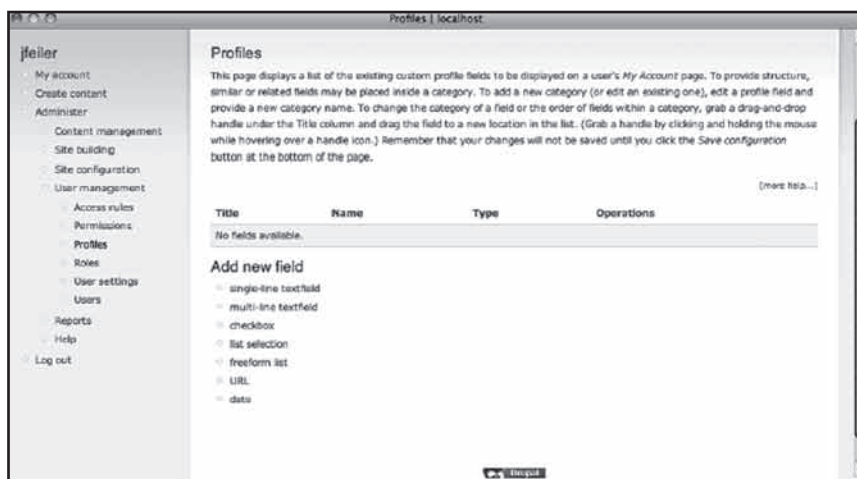 Profiles | localhost
jfeiler
My account
Create content
Administer
Content management
Site building
Site configuration
User management
Access rules
Permissions
Profiles
Roles
User settings
Users
Reports
Help
Log out
Profiles
This page displays a list of the existing custom profile fields to be displayed on a user's My Account page. To provide structure,
similar or related fields may be placed inside a category. To add a new category (or edit an existing one), edit a profile field and
provide a new category name. To change the category of a field or the order of fields within a category, grab a drag-and-drop
handle under the Title column and drag the field to a new location in the list. (Grab a handle by clicking and holding the mouse
while hovering over a handle icon.) Remember that your changes will not be saved until you click the Save configuration
button at the bottom of the page.
[more help...]
Title Name Type Operations
No fields available.
Add new field
single-line textfield
multi-line textfield
checkbox
list selection
freeform list
URL
date
Drupal